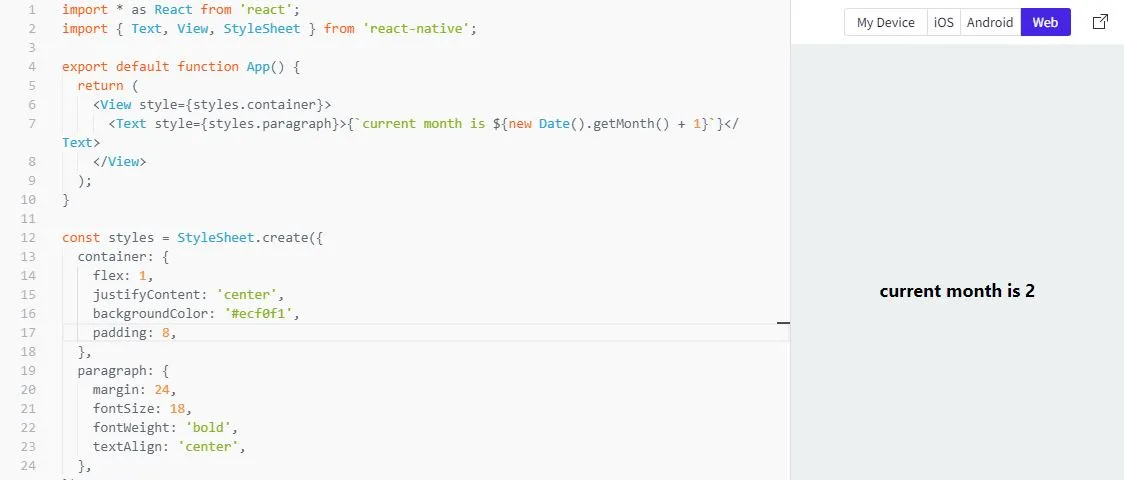 My Device iOS Android Web
1 import * as React from 'react';
2 import { Text, View, StyleSheet } from 'react-native';
3
4 export default function App() {
5   return (
6     <View style={styles.container}>
7       <Text style={styles.paragraph}>{`current month is ${new Date().getMonth() + 1}`}</
Text>
8     </View>
9   );
10 }
11
12 const styles = StyleSheet.create({
13   container: {
14     flex: 1,
15     justifyContent: 'center',
16     backgroundColor: '#ecf0f1',
17     padding: 8,
18   },
19   paragraph: {
20     margin: 24,
21     fontSize: 18,
22     fontWeight: 'bold',
23     textAlign: 'center',
24   },
current month is 2